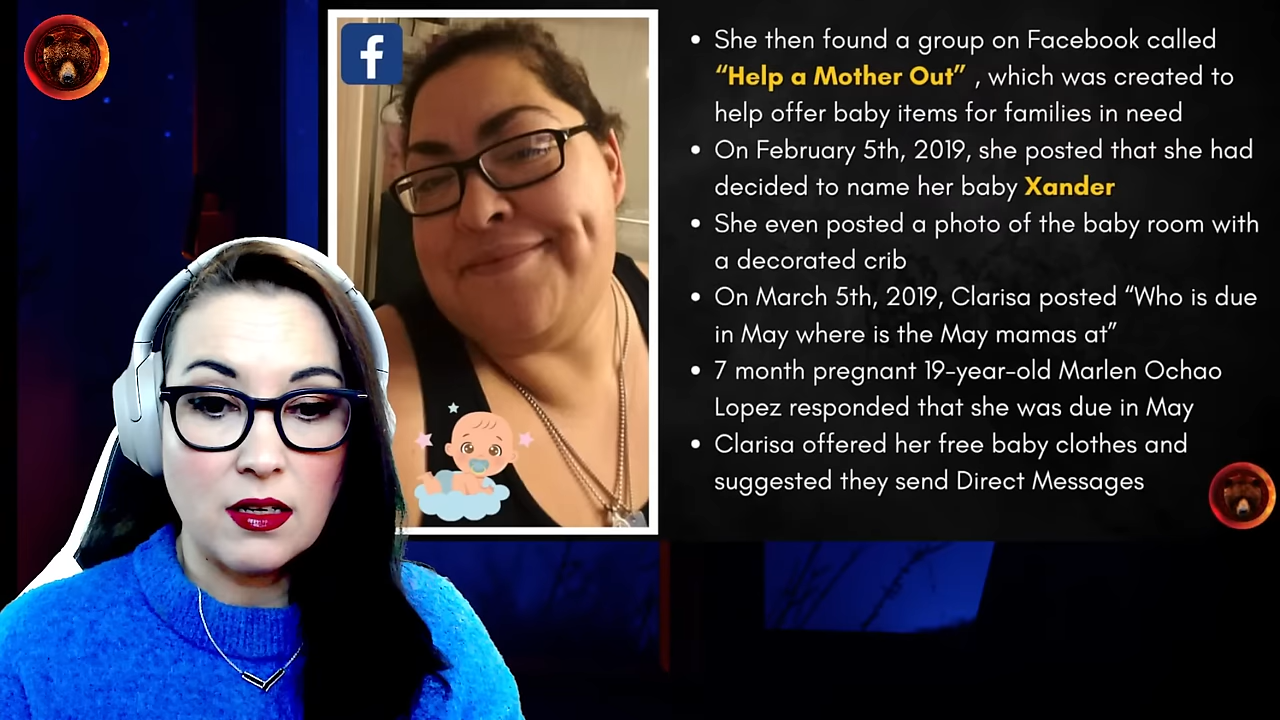 She then found a group on Facebook called
“Help a Mother Out” , which was created to
help offer baby items for families in need
On February 5th, 2019, she posted that she had
decided to name her baby Xander
She even posted a photo of the baby room with
a decorated crib
On March 5th, 2019, Clarisa posted “Who is due
in May where is the May mamas at”
7 month pregnant 19-year-old Marlen Ochao
Lopez responded that she was due in May
Clarisa offered her free baby clothes and
suggested they send Direct Messages